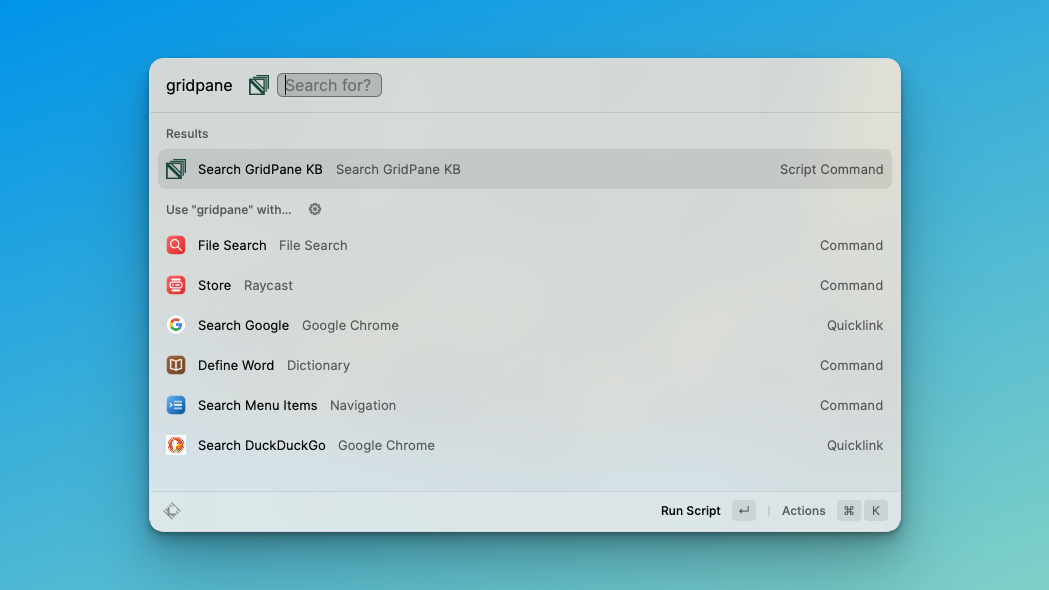 gridpane Search for?
Results
Search GridPane KB Search GridPane KB Script Command
Use "gridpane" with...
File Search File Search Command
Store Raycast Command
Search Google Google Chrome Quicklink
Define Word Dictionary Command
Search Menu Items Navigation Command
Search DuckDuckGo Google Chrome Quicklink
Run Script ↵ | Actions ⌘ K